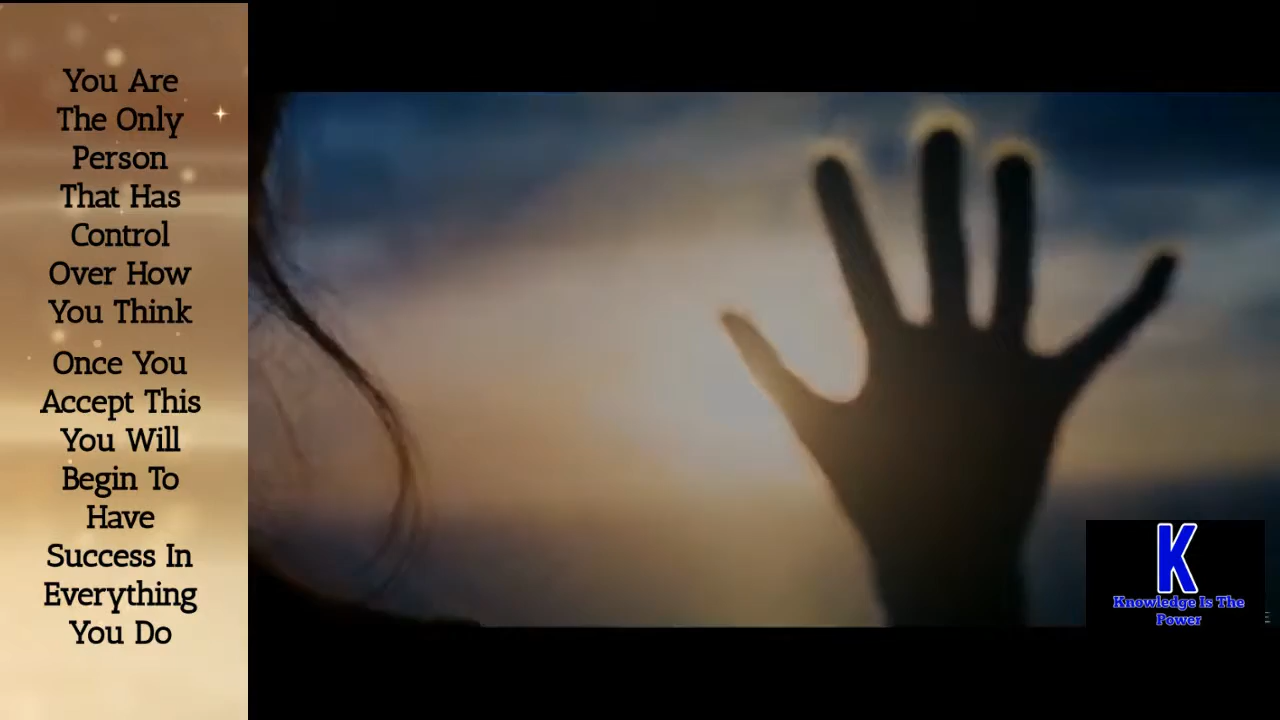 You Are
The Only
Person
That Has
Control
Over How
You Think
Once You
Accept This
You Will
Begin To
Have
Success In
Everything
You Do
K
Knowledge Is The
Power